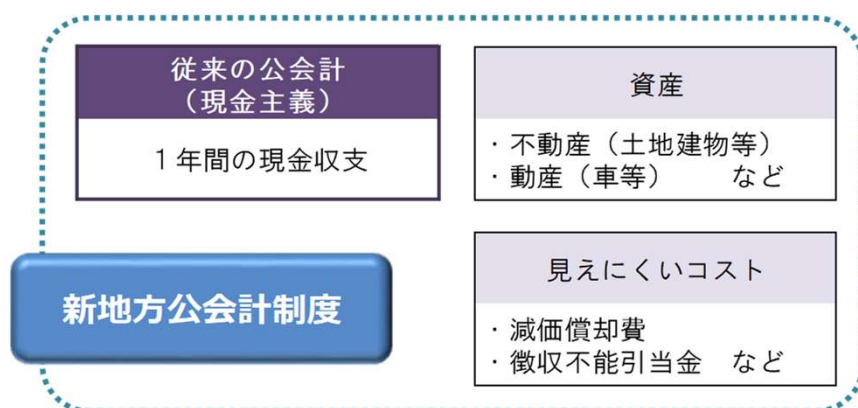 従来の公会計
（現金主義）
１年間の現金収支
資産
・不動産（土地建物等）
・動産（車等）　　など
新地方公会計制度
見えにくいコスト
・減価償却費
・徴収不能引当金　など